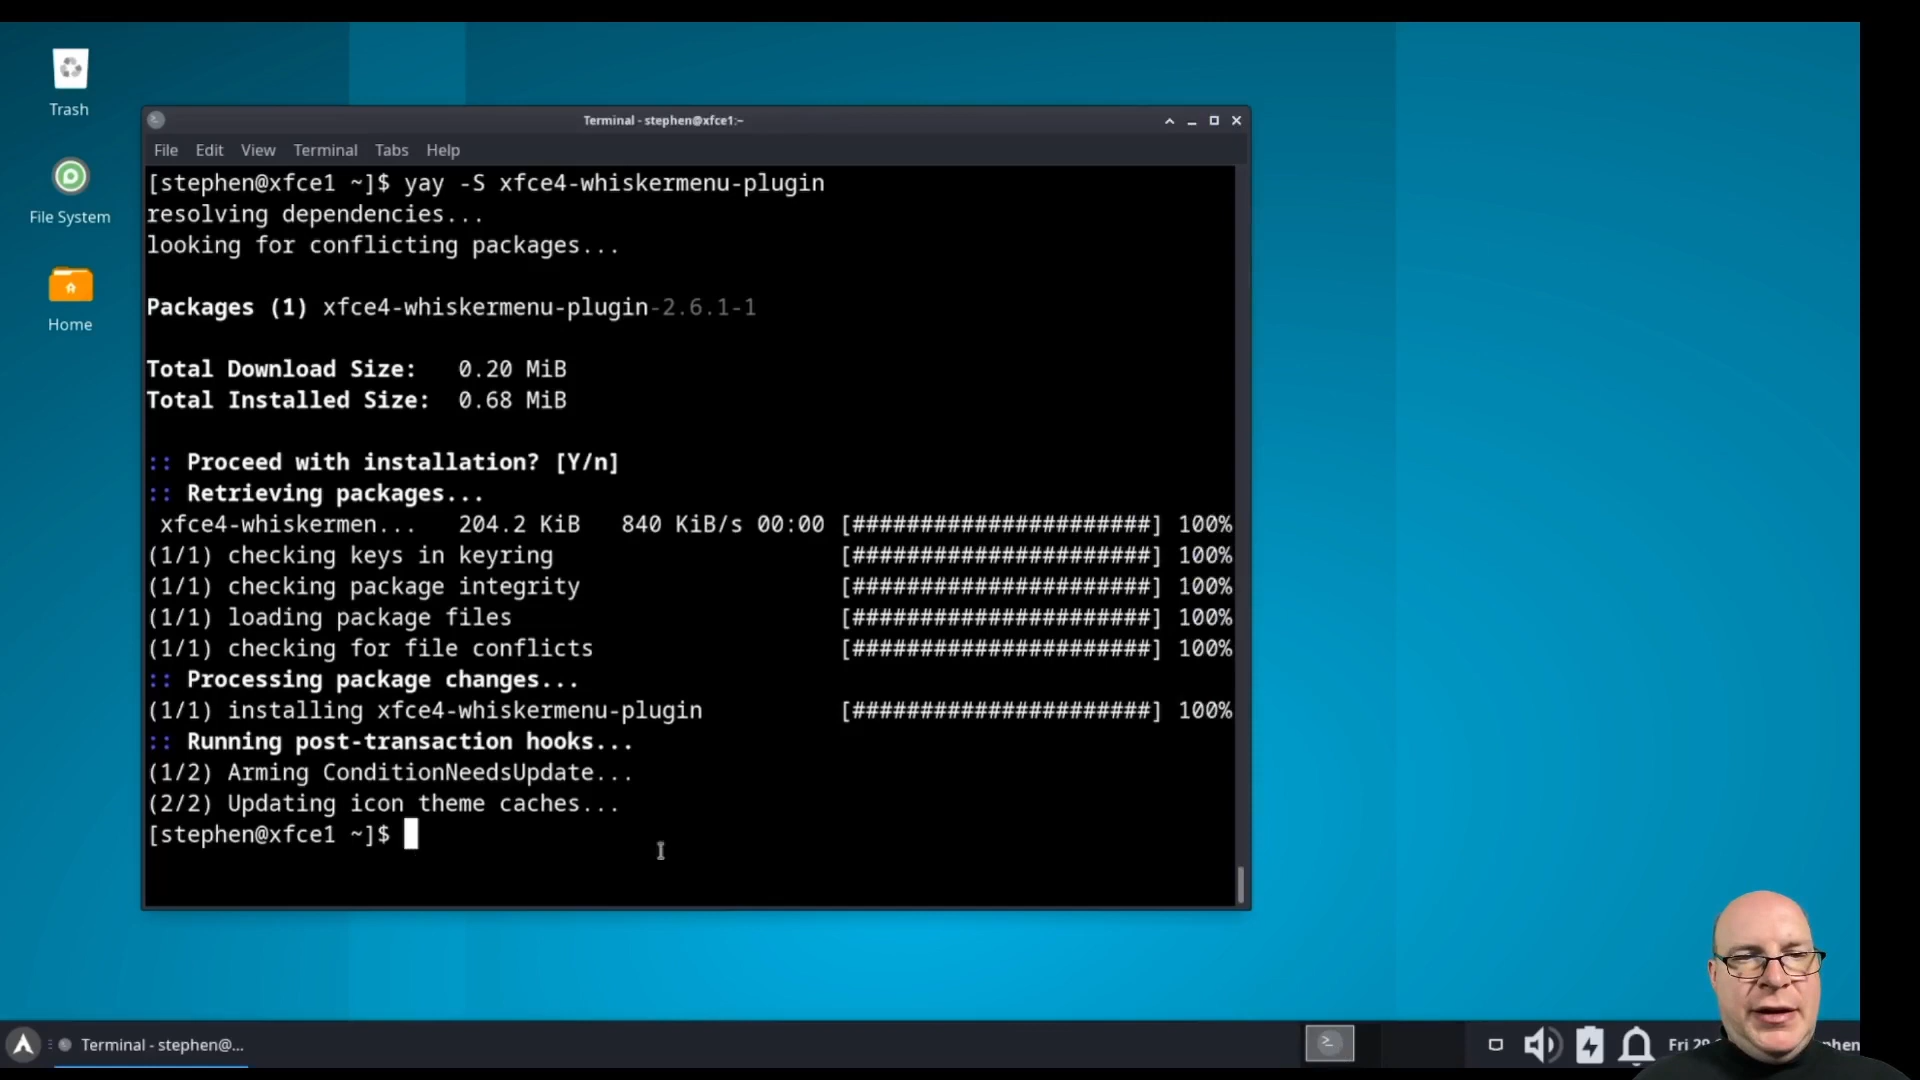 Trash
File System
Home
Terminal - stephen@xfce1:~
File Edit View Terminal Tabs Help
[stephen@xfce1 ~]$ yay -S xfce4-whiskermenu-plugin
resolving dependencies...
looking for conflicting packages...
Packages (1) xfce4-whiskermenu-plugin-2.6.1-1
Total Download Size: 0.20 MiB
Total Installed Size: 0.68 MiB
:: Proceed with installation? [Y/n]
:: Retrieving packages...
xfce4-whiskermen... 204.2 KiB 840 KiB/s 00:00 [######################] 100%
(1/1) checking keys in keyring [######################] 100%
(1/1) checking package integrity [######################] 100%
(1/1) loading package files [######################] 100%
(1/1) checking for file conflicts [######################] 100%
:: Processing package changes...
(1/1) installing xfce4-whiskermenu-plugin [######################] 100%
:: Running post-transaction hooks...
(1/2) Arming ConditionNeedsUpdate...
(2/2) Updating icon theme caches...
[stephen@xfce1 ~]$
Terminal - stephen@...
Fri